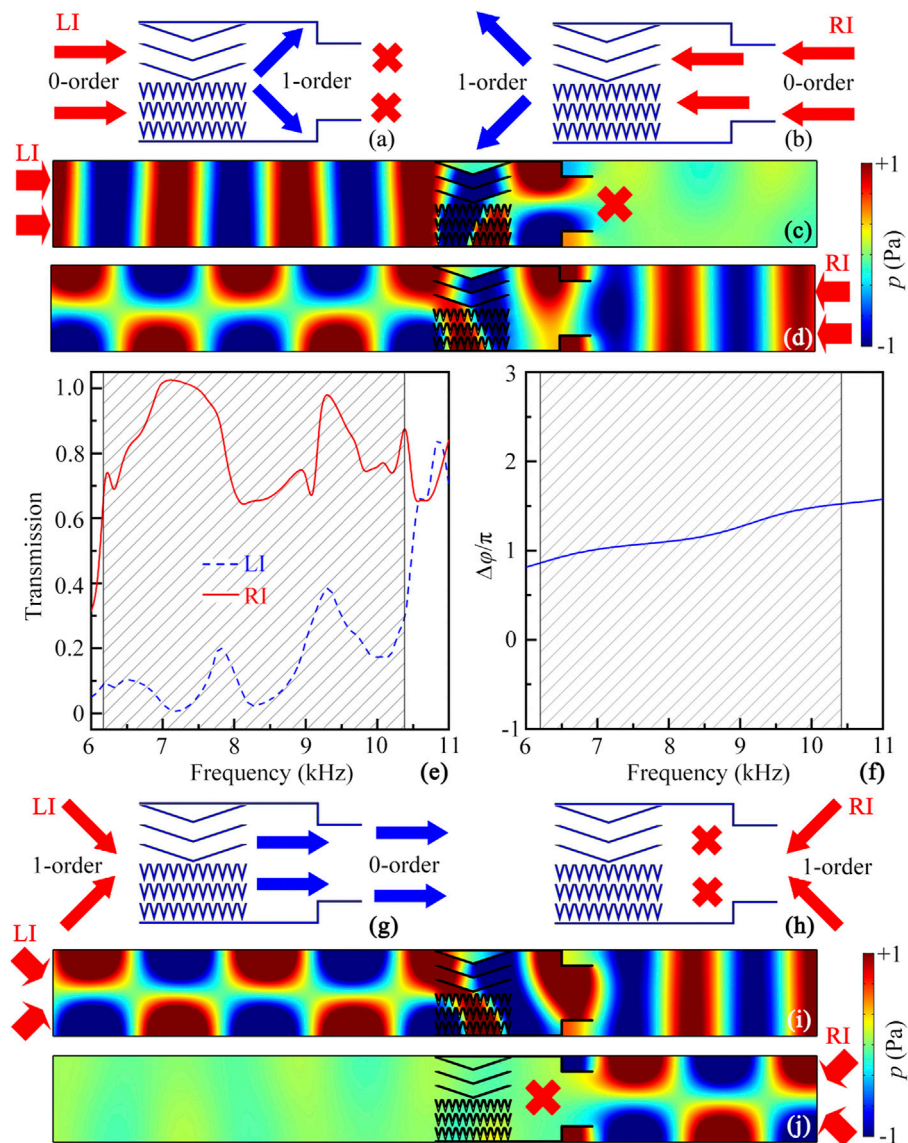 LI
0-order
1-order
(a)
RI
1-order
0-order
(b)
LI
(c)
+1
p (Pa)
-1
RI
(d)
1.0
0.8
0.6
0.4
0.2
0
Transmission
LI
RI
6 7 8 9 10 11
Frequency (kHz)
(e)
3
2
1
0
-1
Δφ/π
6 7 8 9 10 11
Frequency (kHz)
(f)
LI
1-order
0-order
(g)
RI
1-order
(h)
LI
(i)
+1
p (Pa)
-1
RI
(j)